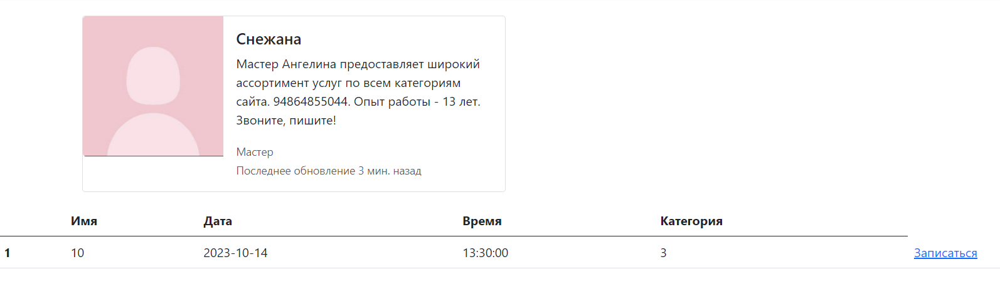 Снежана
Мастер Ангелина предоставляет широкий
ассортимент услуг по всем категориям
сайта. 94864855044. Опыт работы - 13 лет.
Звоните, пишите!
Мастер
Последнее обновление 3 мин. назад
Имя Дата Время Категория
1 10 2023-10-14 13:30:00 3 Записаться